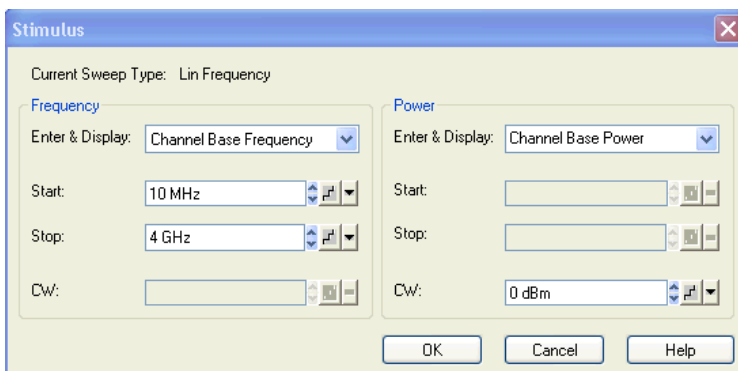 Stimulus
Current Sweep Type: Lin Frequency
Frequency
Enter & Display: Channel Base Frequency
Start: 10 MHz
Stop: 4 GHz
CW:
Power
Enter & Display: Channel Base Power
Start:
Stop:
CW: 0 dBm
OK Cancel Help